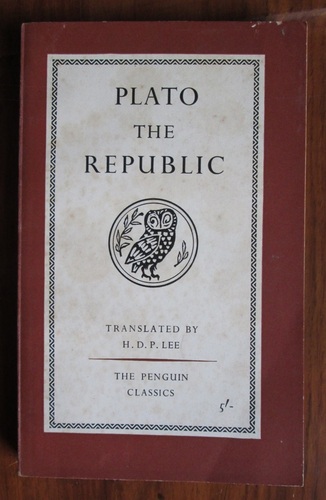 PLATO
THE
REPUBLIC
TRANSLATED BY
H. D. P. LEE
THE PENGUIN
CLASSICS
5/-